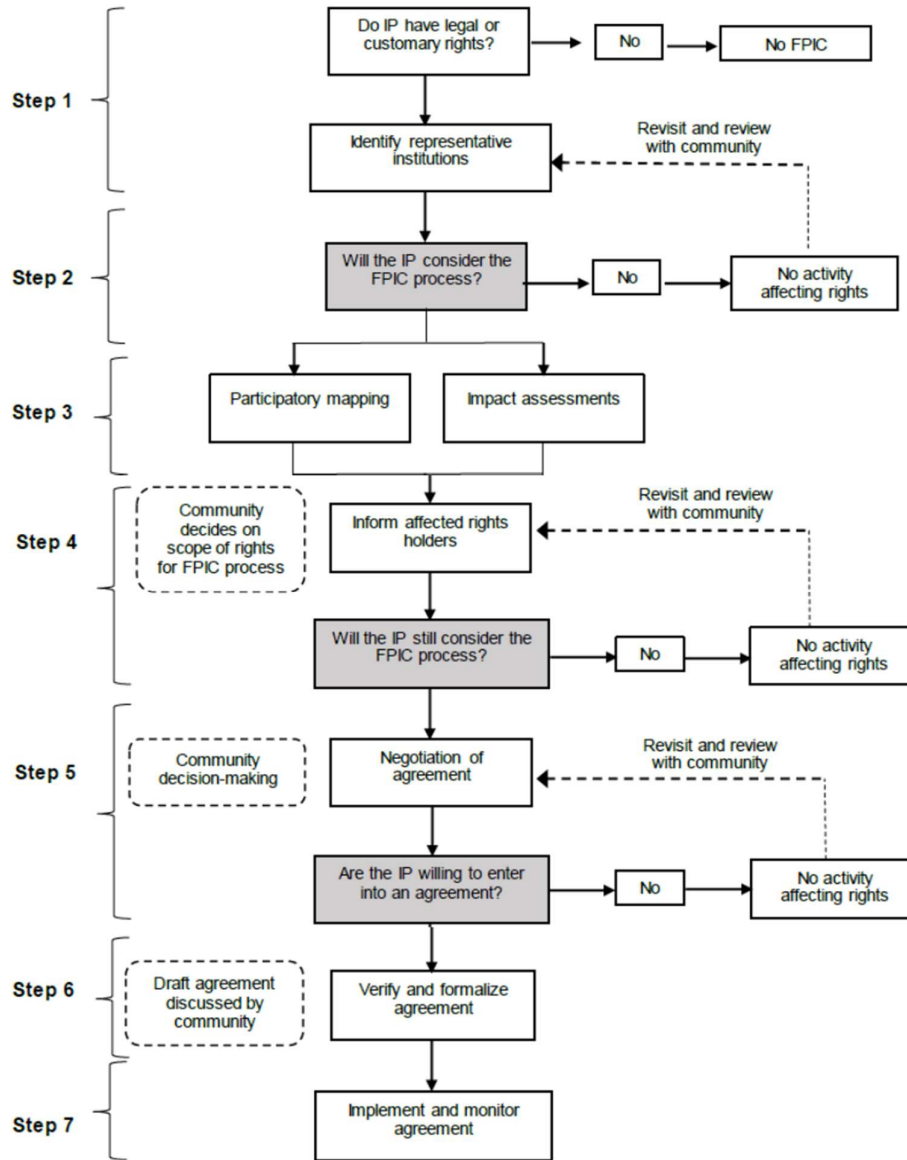 Step 1
Do IP have legal or
customary rights?
No
No FPIC
Identify representative
institutions
Revisit and review
with community
Step 2
Will the IP consider the
FPIC process?
No
No activity
affecting rights
Step 3
Participatory mapping
Impact assessments
Step 4
Community
decides on
scope of rights
for FPIC process
Inform affected rights
holders
Revisit and review
with community
Will the IP still consider the
FPIC process?
No
No activity
affecting rights
Step 5
Community
decision-making
Negotiation of
agreement
Revisit and review
with community
Are the IP willing to enter
into an agreement?
No
No activity
affecting rights
Step 6
Draft agreement
discussed by
community
Verify and formalize
agreement
Step 7
Implement and monitor
agreement